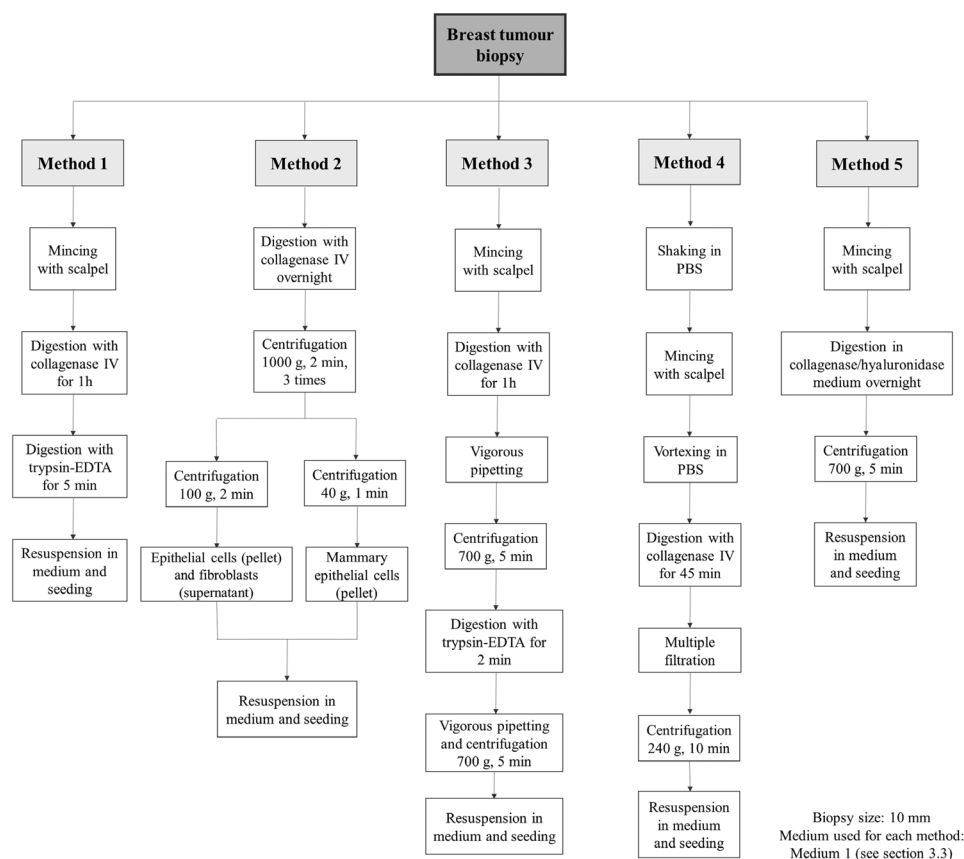 Breast tumour
biopsy
Method 1
Mincing
with scalpel
Digestion with
collagenase IV
for 1h
Digestion with
trypsin-EDTA
for 5 min
Resuspension in
medium and
seeding
Method 2
Digestion with
collagenase IV
overnight
Centrifugation
1000 g, 2 min,
3 times
Centrifugation
100 g, 2 min
Epithelial cells (pellet)
and fibroblasts
(supernatant)
Centrifugation
40 g, 1 min
Mammary
epithelial cells
(pellet)
Resuspension in
medium and seeding
Method 3
Mincing
with scalpel
Digestion with
collagenase IV
for 1h
Vigorous
pipetting
Centrifugation
700 g, 5 min
Digestion with
trypsin-EDTA for
2 min
Vigorous pipetting
and centrifugation
700 g, 5 min
Resuspension in
medium and seeding
Method 4
Shaking in
PBS
Mincing
with scalpel
Vortexing in
PBS
Digestion with
collagenase IV
for 45 min
Multiple
filtration
Centrifugation
240 g, 10 min
Resuspension
in medium
and seeding
Method 5
Mincing
with scalpel
Digestion in
collagenase/hyaluronidase
medium overnight
Centrifugation
700 g, 5 min
Resuspension
in medium
and seeding
Biopsy size: 10 mm
Medium used for each method:
Medium 1 (see section 3.3)